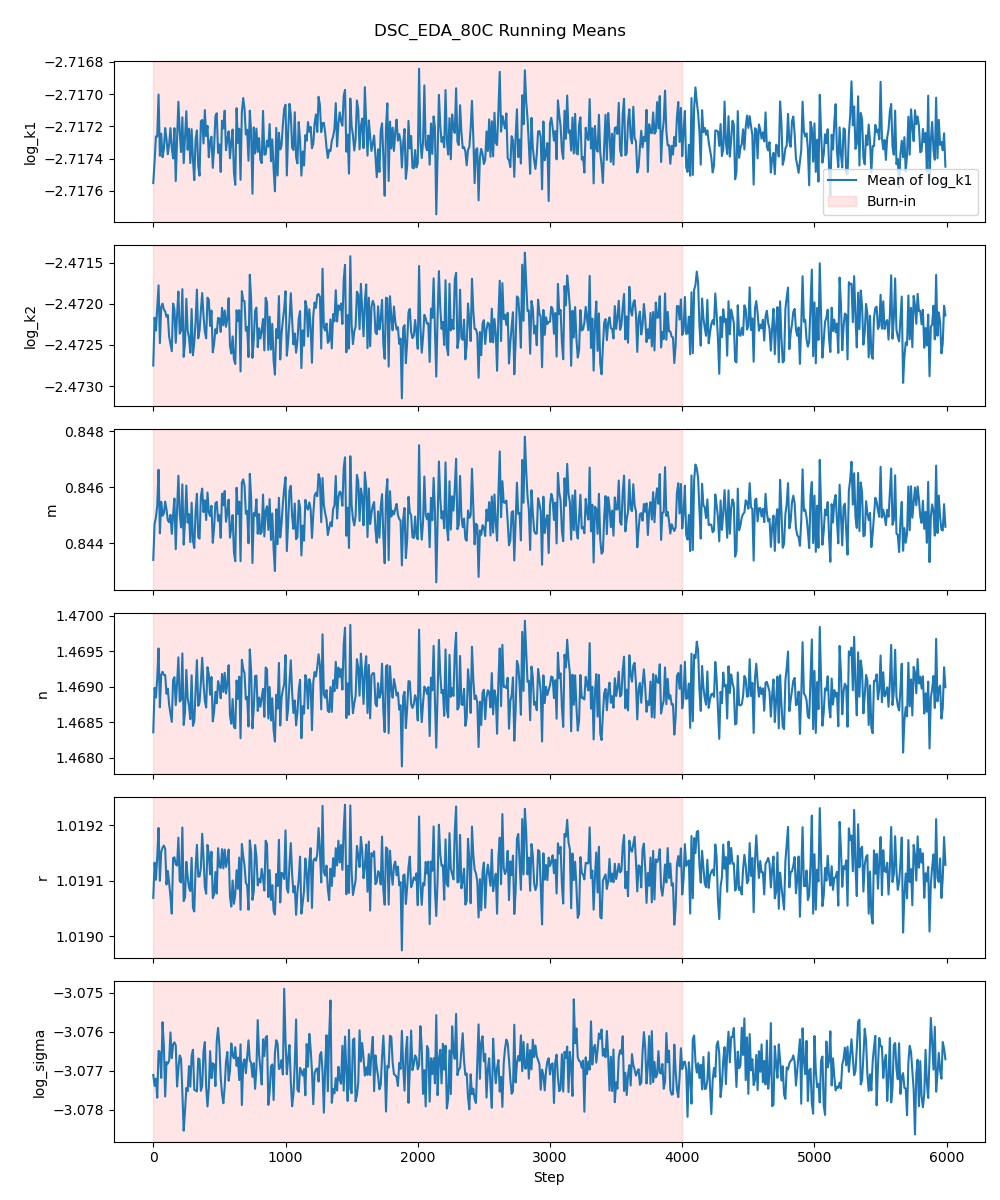 DSC_EDA_80C Running Means
−2.7168
−2.7170
−2.7172
−2.7174
−2.7176
log_k1
Mean of log_k1
Burn-in
−2.4715
−2.4720
−2.4725
−2.4730
log_k2
0.848
0.846
0.844
m
1.4700
1.4695
1.4690
1.4685
1.4680
n
1.0192
1.0191
1.0190
r
−3.075
−3.076
−3.077
−3.078
log_sigma
0 1000 2000 3000 4000 5000 6000
Step